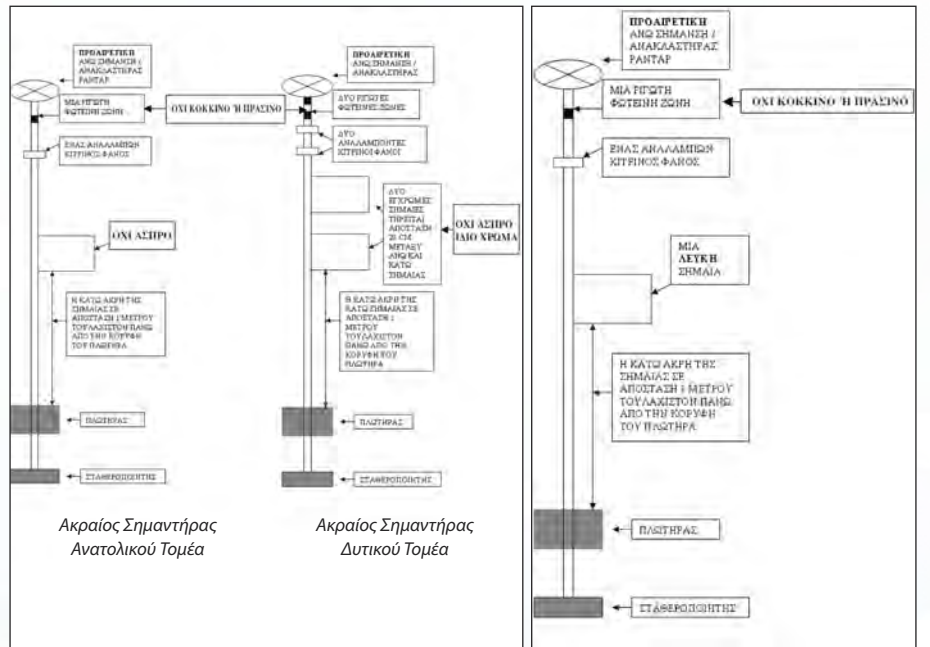 ΠΡΟΑΙΡΕΤΙΚΗ
ΑΝΩ ΣΗΜΑΝΣΗ /
ΑΝΑΚΛΑΣΤΗΡΑΣ
ΡΑΝΤΑΡ
ΜΙΑ ΡΙΓΩΤΗ
ΦΩΤΕΙΝΗ ΖΩΝΗ
ΕΝΑΣ ΑΝΑΛΑΜΠΩΝ
ΚΙΤΡΙΝΟΣ ΦΑΝΟΣ
ΟΧΙ ΑΣΠΡΟ
Η ΚΑΤΩ ΑΚΡΗ ΤΗΣ
ΣΗΜΑΙΑΣ ΣΕ
ΑΠΟΣΤΑΣΗ 1 ΜΕΤΡΟΥ
ΤΟΥΛΑΧΙΣΤΟΝ ΠΑΝΩ
ΑΠΟ ΤΗΝ ΚΟΡΥΦΗ
ΤΟΥ ΠΛΩΤΗΡΑ
ΠΛΩΤΗΡΑΣ
ΣΤΑΘΕΡΟΠΟΙΗΤΗΣ
Ακραίος Σημαντήρας
Ανατολικού Τομέα
ΟΧΙ ΚΟΚΚΙΝΟ Ή ΠΡΑΣΙΝΟ
ΠΡΟΑΙΡΕΤΙΚΗ
ΑΝΩ ΣΗΜΑΝΣΗ /
ΑΝΑΚΛΑΣΤΗΡΑΣ
ΡΑΝΤΑΡ
ΔΥΟ ΡΙΓΩΤΕΣ
ΦΩΤΕΙΝΕΣ ΖΩΝΕΣ
ΔΥΟ
ΑΝΑΛΑΜΠΟΝΤΕΣ
ΚΙΤΡΙΝΟΙ ΦΑΝΟΙ
ΔΥΟ
ΕΓΧΡΩΜΕΣ
ΣΗΜΑΙΕΣ
ΤΗΡΕΙΤΑΙ
ΑΠΟΣΤΑΣΗ
20 CM
ΜΕΤΑΞΥ
ΑΝΩ ΚΑΙ
ΚΑΤΩ
ΣΗΜΑΙΑΣ
ΟΧΙ ΑΣΠΡΟ
ΙΔΙΟ ΧΡΩΜΑ
Η ΚΑΤΩ ΑΚΡΗ ΤΗΣ
ΚΑΤΩ ΣΗΜΑΙΑΣ ΣΕ
ΑΠΟΣΤΑΣΗ 1
ΜΕΤΡΟΥ
ΤΟΥΛΑΧΙΣΤΟΝ
ΠΑΝΩ ΑΠΟ ΤΗΝ
ΚΟΡΥΦΗ ΤΟΥ
ΠΛΩΤΗΡΑ
ΠΛΩΤΗΡΑΣ
ΣΤΑΘΕΡΟΠΟΙΗΤΗΣ
Ακραίος Σημαντήρας
Δυτικού Τομέα
ΠΡΟΑΙΡΕΤΙΚΗ
ΑΝΩ ΣΗΜΑΝΣΗ /
ΑΝΑΚΛΑΣΤΗΡΑΣ
ΡΑΝΤΑΡ
ΜΙΑ ΡΙΓΩΤΗ
ΦΩΤΕΙΝΗ ΖΩΝΗ
ΟΧΙ ΚΟΚΚΙΝΟ Ή ΠΡΑΣΙΝΟ
ΕΝΑΣ ΑΝΑΛΑΜΠΩΝ
ΚΙΤΡΙΝΟΣ ΦΑΝΟΣ
ΜΙΑ
ΛΕΥΚΗ
ΣΗΜΑΙΑ
Η ΚΑΤΩ ΑΚΡΗ ΤΗΣ
ΣΗΜΑΙΑΣ ΣΕ
ΑΠΟΣΤΑΣΗ 1 ΜΕΤΡΟΥ
ΤΟΥΛΑΧΙΣΤΟΝ ΠΑΝΩ
ΑΠΟ ΤΗΝ ΚΟΡΥΦΗ
ΤΟΥ ΠΛΩΤΗΡΑ
ΠΛΩΤΗΡΑΣ
ΣΤΑΘΕΡΟΠΟΙΗΤΗΣ